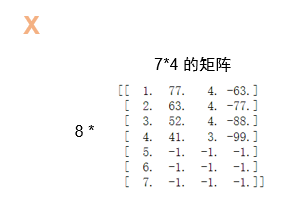 X
7*4 的矩阵
8 *
[[ 1. 77. 4. -63.]
[ 2. 63. 4. -77.]
[ 3. 52. 4. -88.]
[ 4. 41. 3. -99.]
[ 5. -1. -1. -1.]
[ 6. -1. -1. -1.]
[ 7. -1. -1. -1.]]